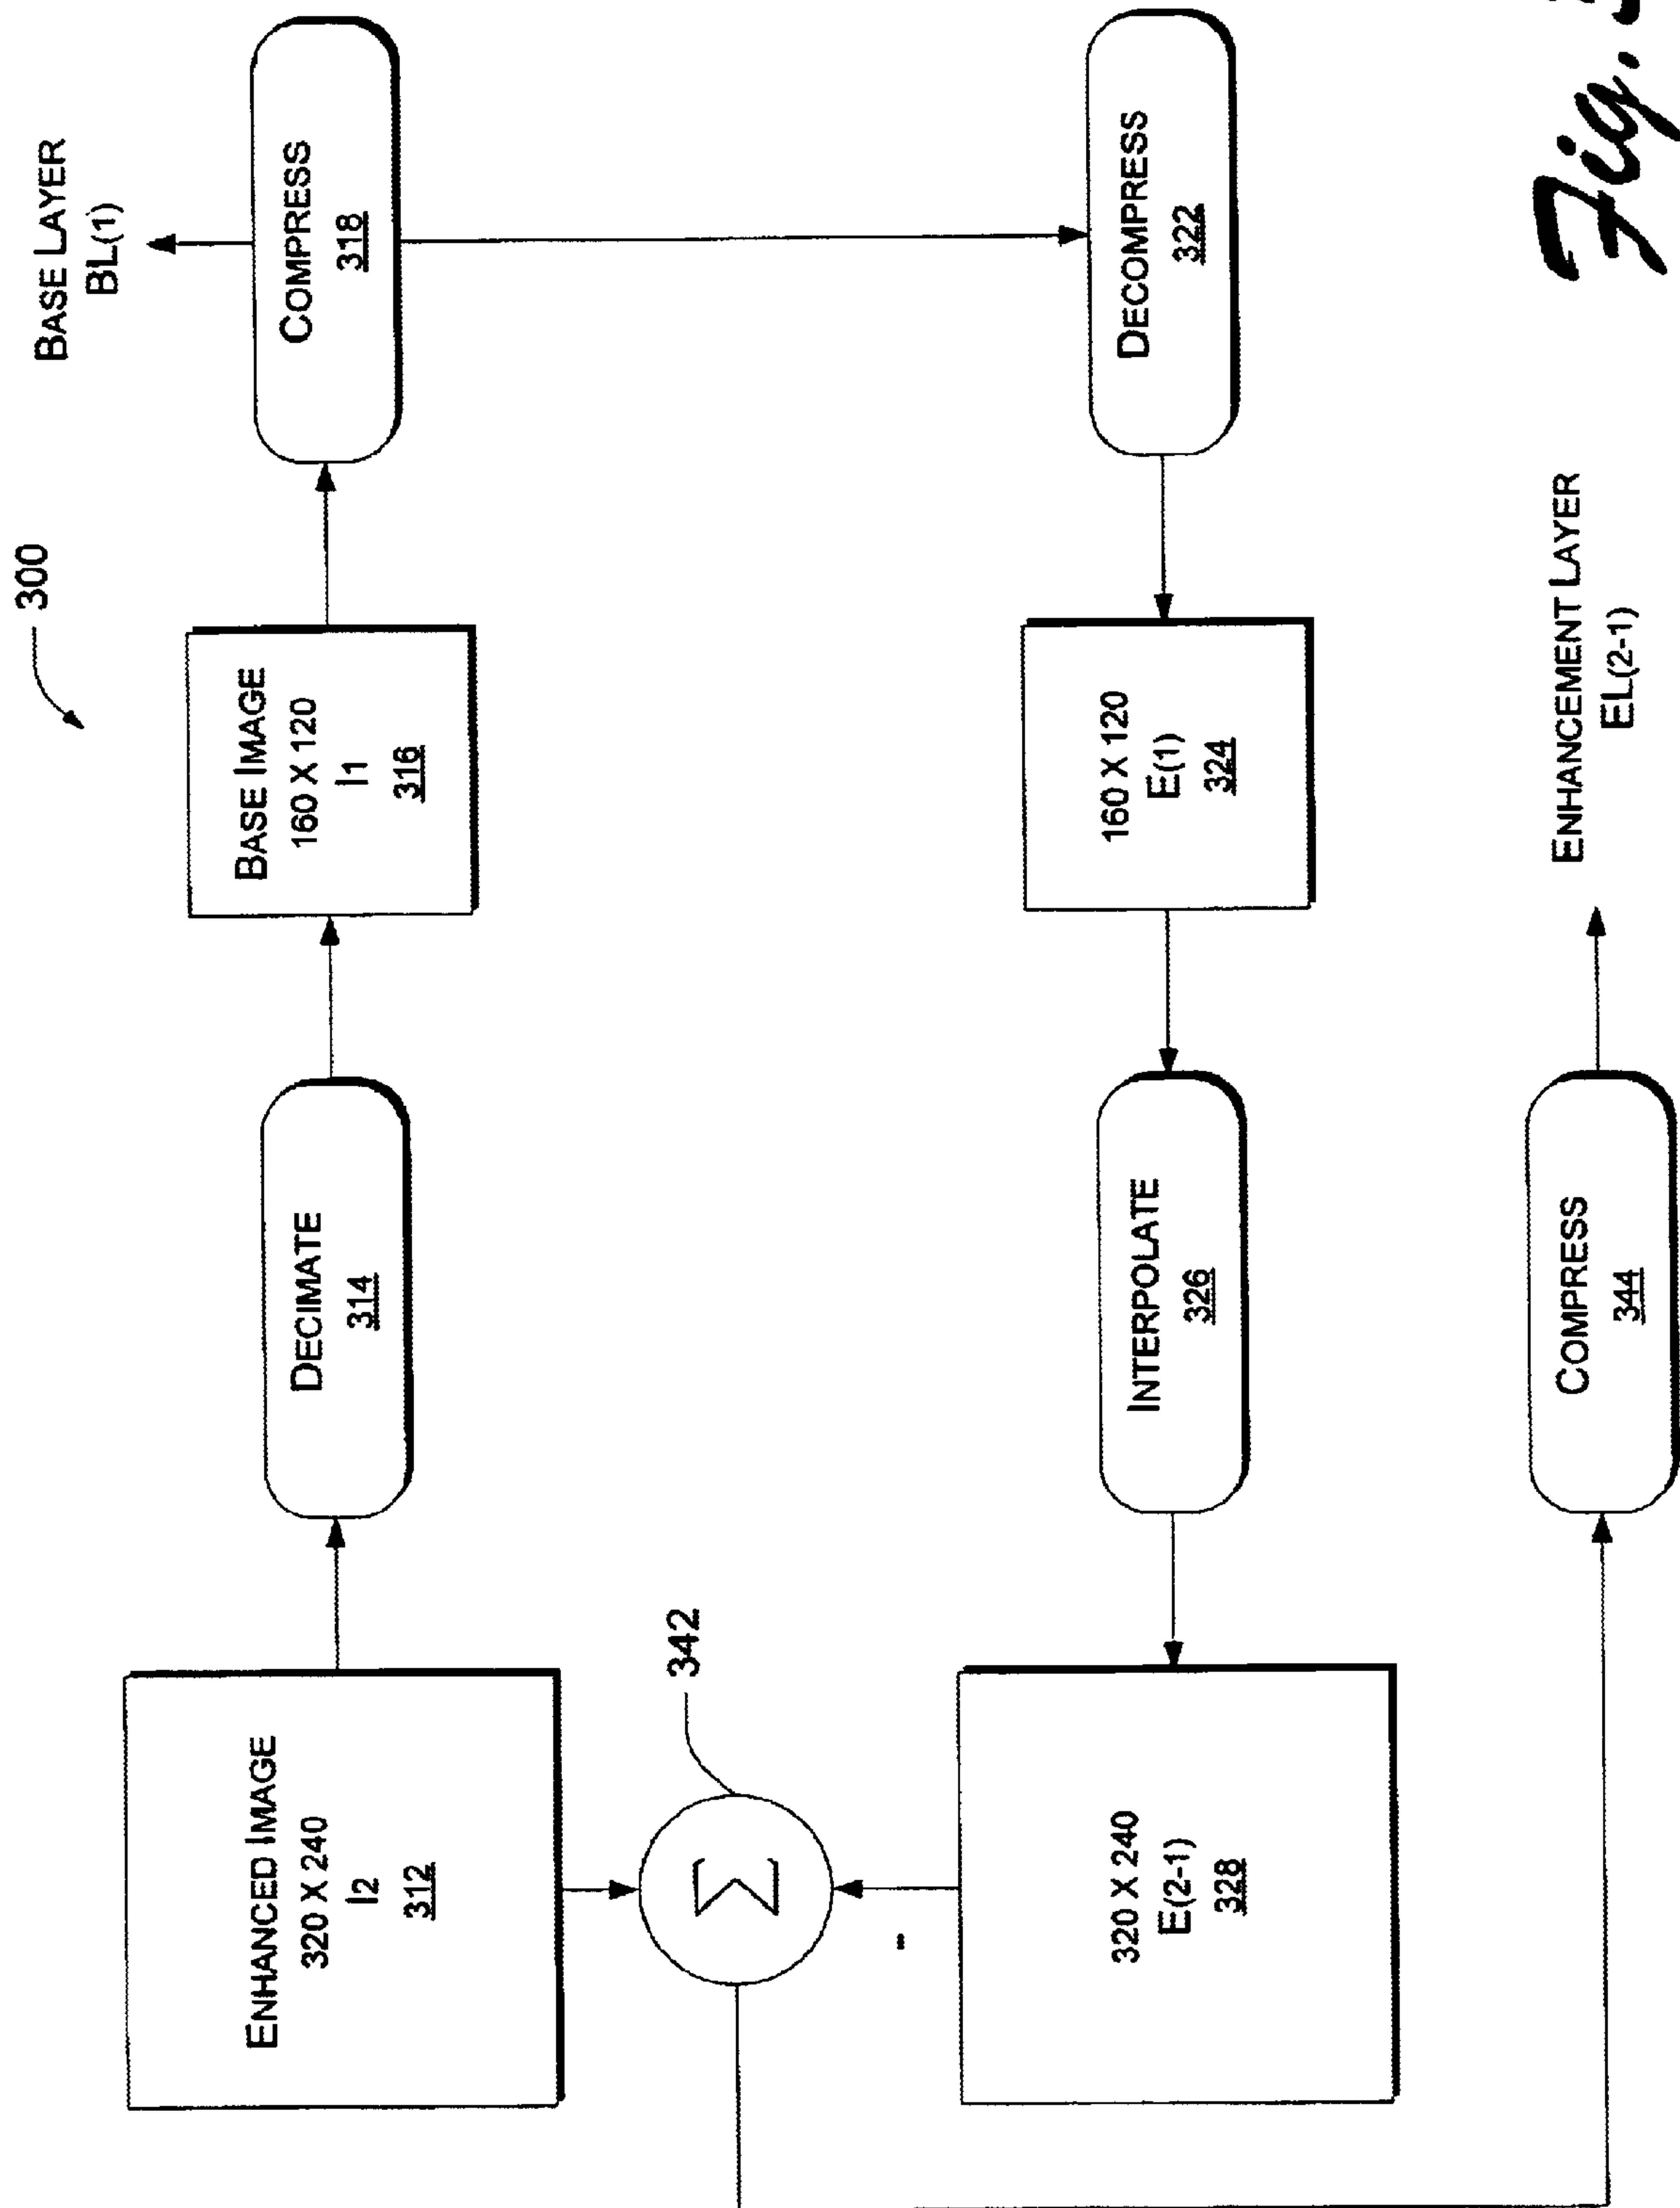 300
ENHANCED IMAGE
320 X 240
I2
312
DECIMATE
314
BASE IMAGE
160 X 120
I1
316
COMPRESS
318
BASE LAYER
BL(1)
342
Σ
-
320 X 240
E(2-1)
328
INTERPOLATE
326
160 X 120
E(1)
324
DECOMPRESS
322
COMPRESS
344
ENHANCEMENT LAYER
EL(2-1)
Fig.